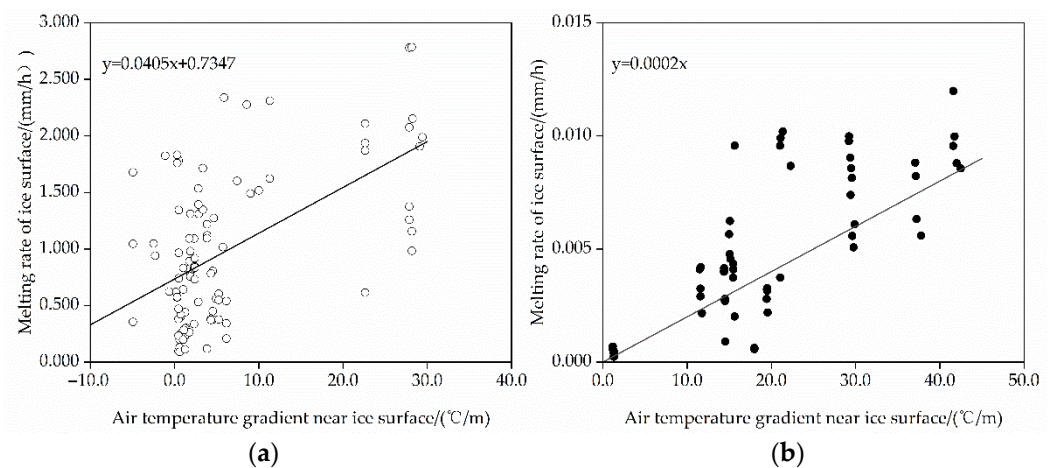 3.000
2.500
2.000
1.500
1.000
0.500
0.000
Melting rate of ice surface/(mm/h））
y=0.0405x+0.7347
−10.0 0.0 10.0 20.0 30.0 40.0
Air temperature gradient near ice surface/(℃/m)
(a)
0.015
0.010
0.005
0.000
Melting rate of ice surface/(mm/h)
y=0.0002x
0.0 10.0 20.0 30.0 40.0 50.0
Air temperature gradient near ice surface/(℃/m)
(b)